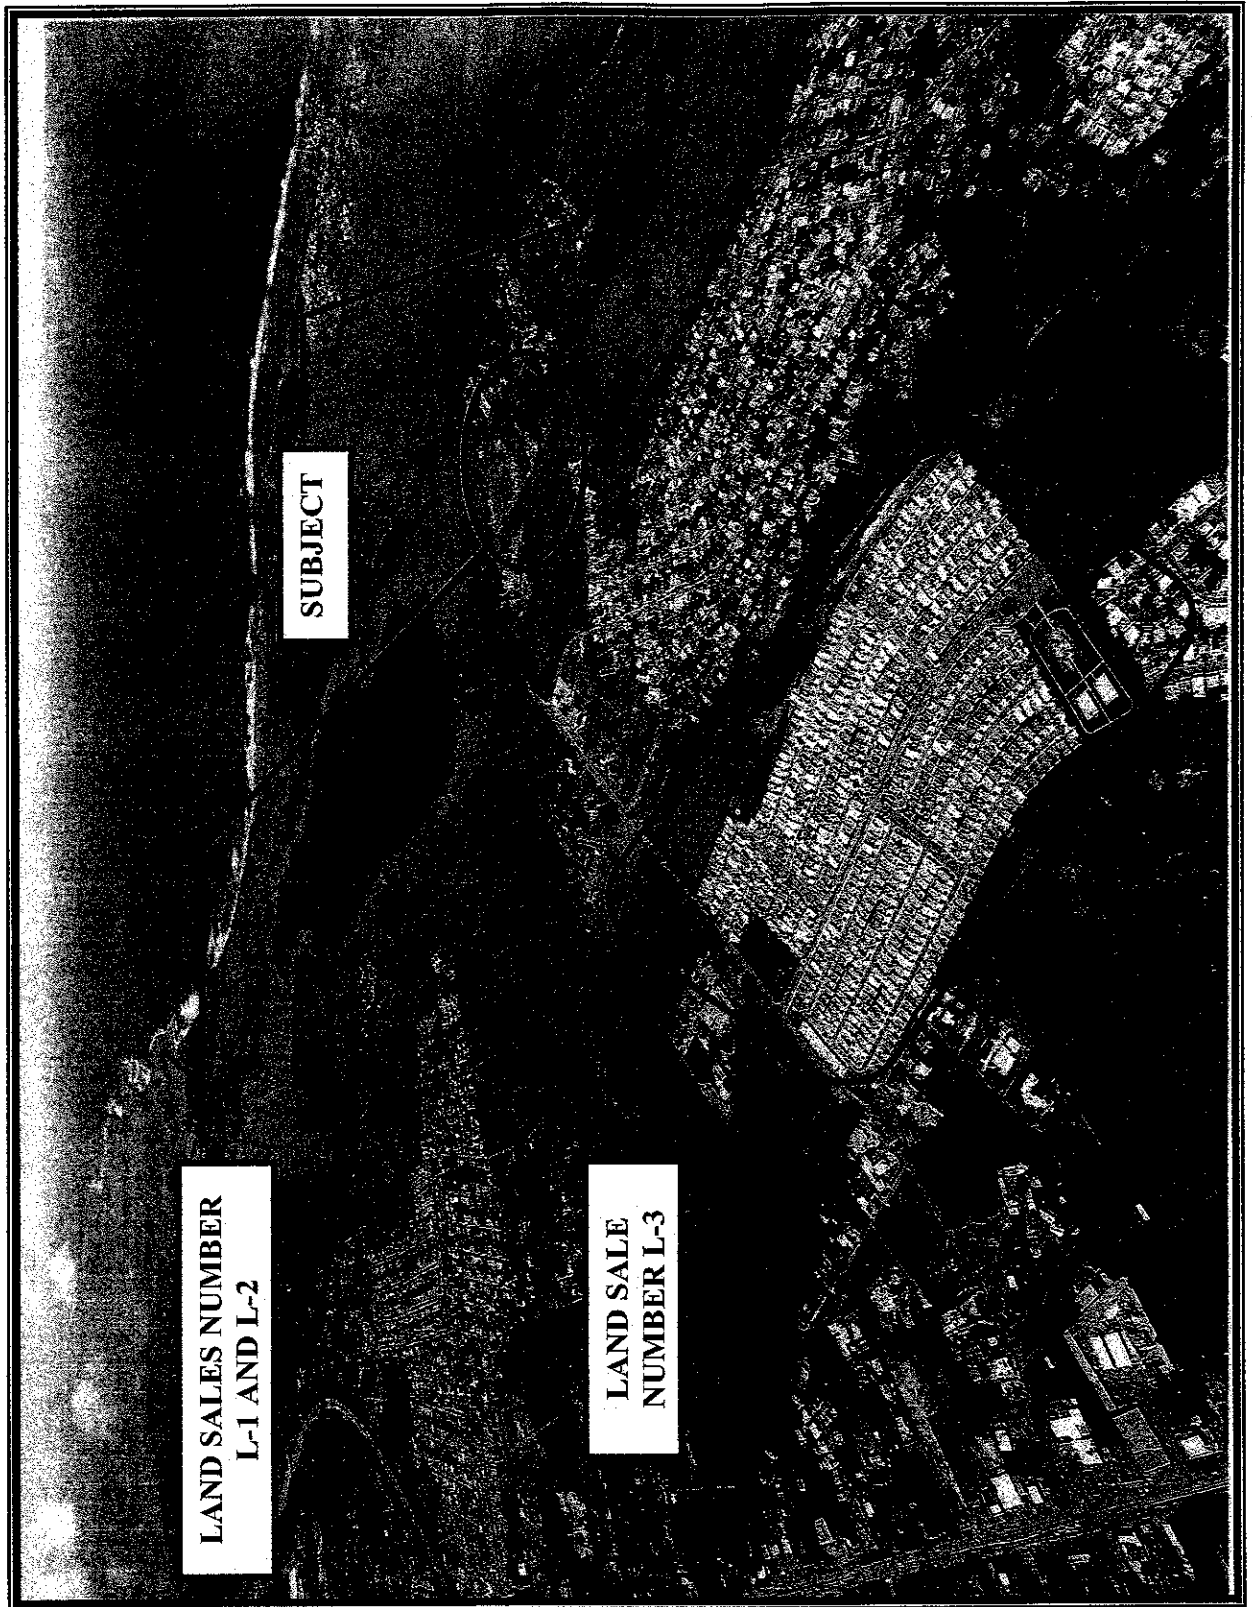 LAND SALES NUMBER
L-1 AND L-2
SUBJECT
LAND SALE
NUMBER L-3